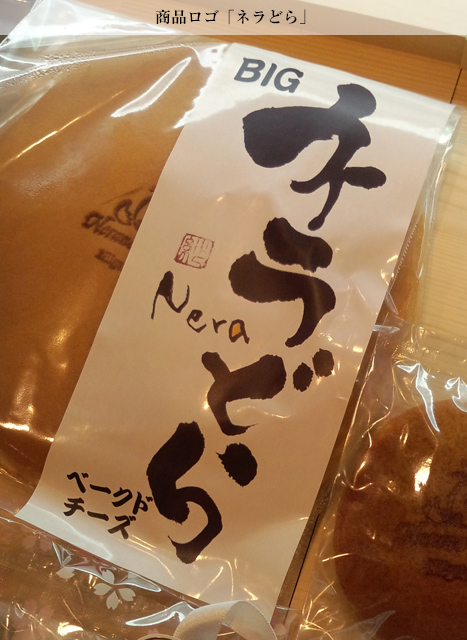 商品ロゴ「ネラどら」
BIG
ネラどら
Nera
ベークド
チーズ